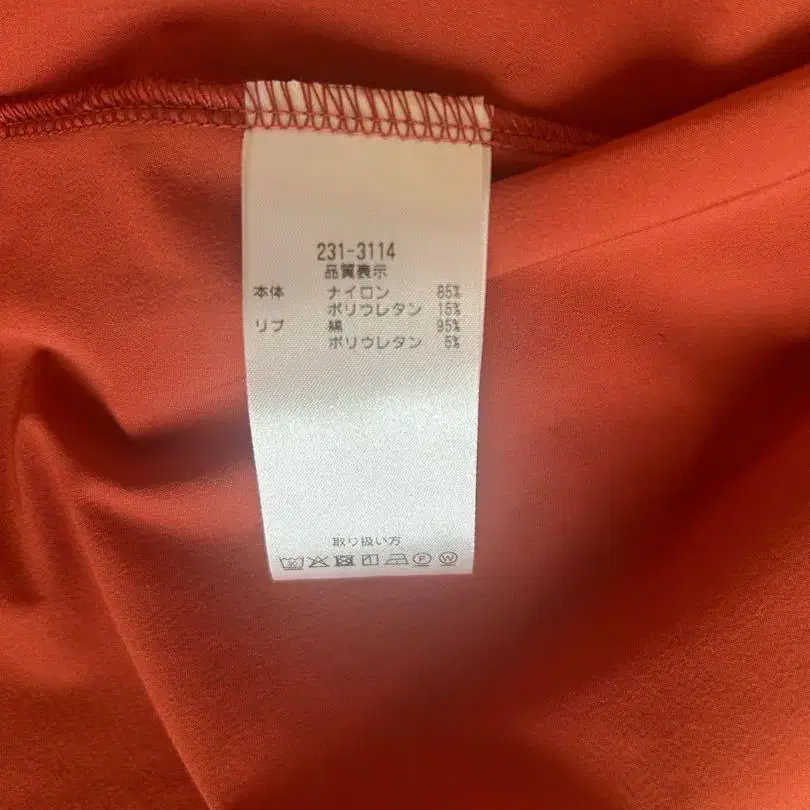 231-3114
品質表示
本体 ナイロン 85%
ポリウレタン 15%
リブ 綿 95%
ポリウレタン 5%
取り扱い方
F W